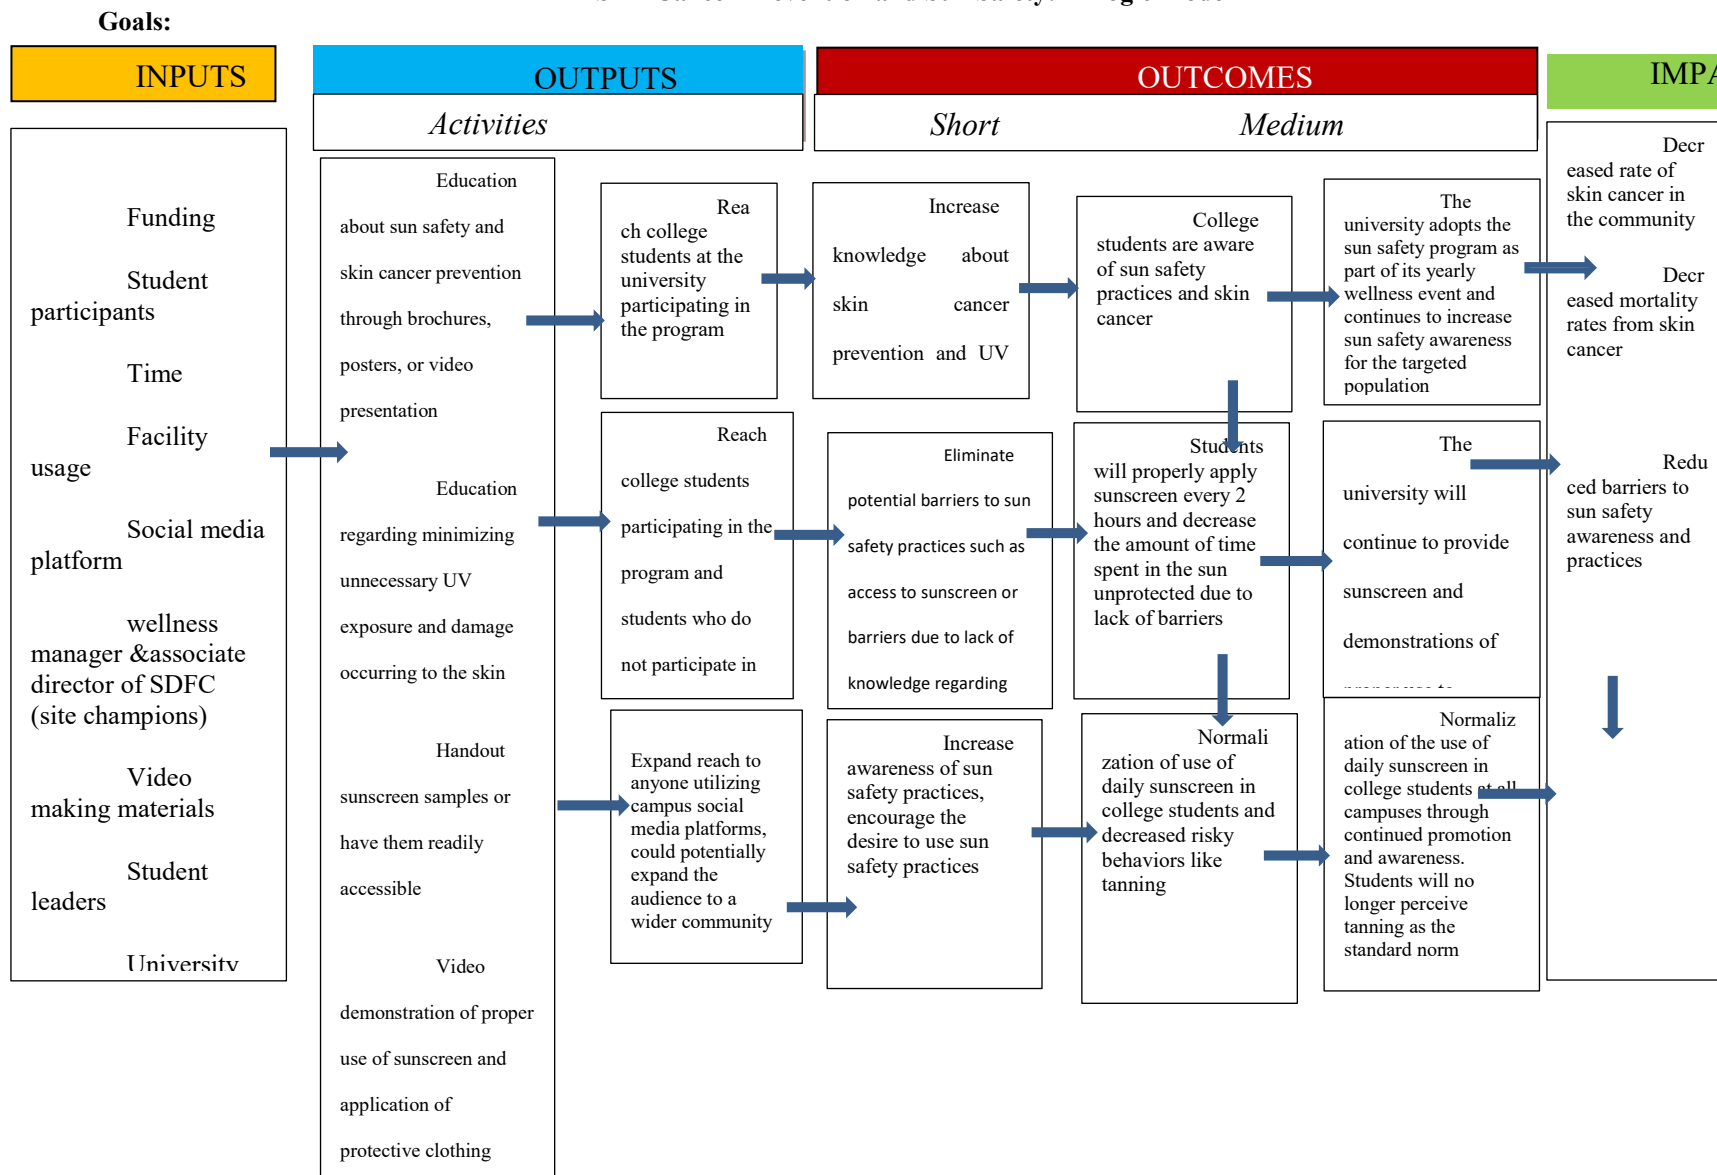 Goals:
INPUTS
OUTPUTS
OUTCOMES
Activities
Short
Medium
Funding
Student
participants
Time
Facility
usage
Social media
platform
wellness
manager &associate
director of SDFC
(site champions)
Video
making materials
Student
leaders
University
Education
about sun safety and
skin cancer prevention
through brochures,
posters, or video
presentation
Education
regarding minimizing
unnecessary UV
exposure and damage
occurring to the skin
Handout
sunscreen samples or
have them readily
accessible
Video
demonstration of proper
use of sunscreen and
application of
protective clothing
Rea
ch college
students at the
university
participating in
the program
Reach
college students
participating in the
program and
students who do
not participate in
Expand reach to
anyone utilizing
campus social
media platforms,
could potentially
expand the
audience to a
wider community
Increase
knowledge about
skin cancer
prevention and UV
Eliminate
potential barriers to sun
safety practices such as
access to sunscreen or
barriers due to lack of
knowledge regarding
Increase
awareness of sun
safety practices,
encourage the
desire to use sun
safety practices
College
students are aware
of sun safety
practices and skin
cancer
Students
will properly apply
sunscreen every 2
hours and decrease
the amount of time
spent in the sun
unprotected due to
lack of barriers
Normali
zation of use of
daily sunscreen in
college students and
decreased risky
behaviors like
tanning
The
university adopts the
sun safety program as
part of its yearly
wellness event and
continues to increase
sun safety awareness
for the targeted
population
The
university will
continue to provide
sunscreen and
demonstrations of
Normaliz
ation of the use of
daily sunscreen in
college students at all
campuses through
continued promotion
and awareness.
Students will no
longer perceive
tanning as the
standard norm
IMPA
Decr
eased rate of
skin cancer in
the community
Decr
eased mortality
rates from skin
cancer
Redu
ced barriers to
sun safety
awareness and
practices